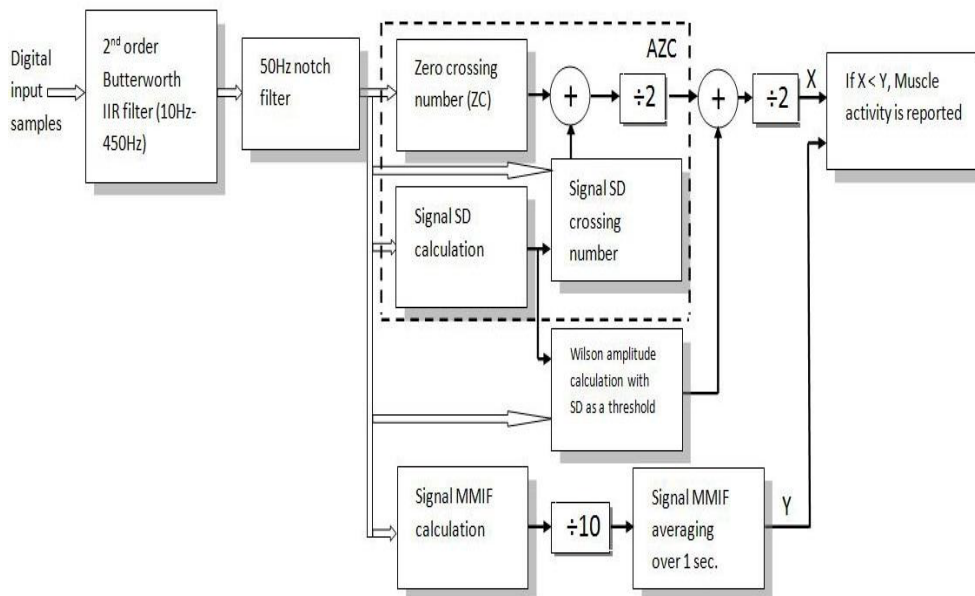 Digital
input
samples
2nd order
Butterworth
IIR filter (10Hz-
450Hz)
50Hz notch
filter
AZC
Zero crossing
number (ZC)
+
÷2
+
÷2
X
If X < Y, Muscle
activity is reported
Signal SD
calculation
Signal SD
crossing
number
Wilson amplitude
calculation with
SD as a threshold
Signal MMIF
calculation
÷10
Signal MMIF
averaging
over 1 sec.
Y